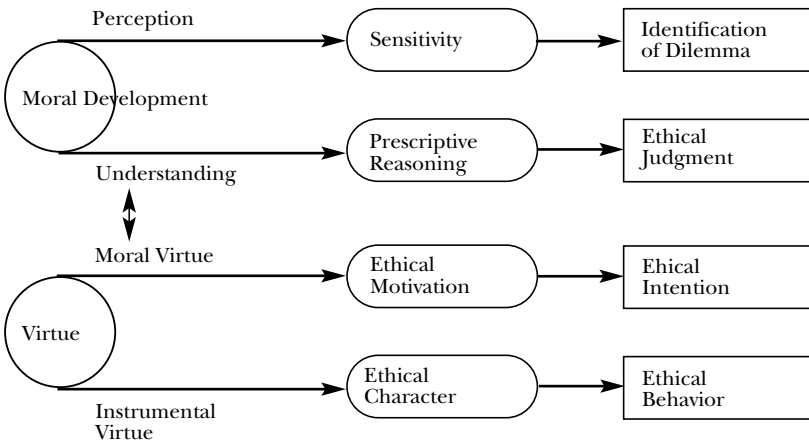 Perception
Sensitivity
Identification
of Dilemma
Moral Development
Prescriptive
Reasoning
Ethical
Judgment
Understanding
Moral Virtue
Ethical
Motivation
Ehical
Intention
Virtue
Ethical
Character
Ethical
Behavior
Instrumental
Virtue